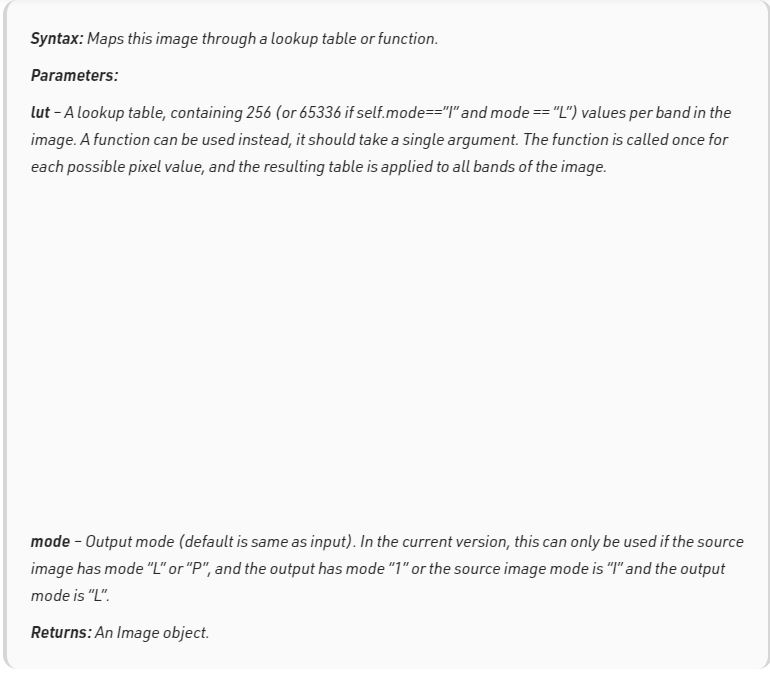 Syntax: Maps this image through a lookup table or function.
Parameters:
lut – A lookup table, containing 256 (or 65336 if self.mode==”I” and mode == “L”) values per band in the
image. A function can be used instead, it should take a single argument. The function is called once for
each possible pixel value, and the resulting table is applied to all bands of the image.
mode – Output mode (default is same as input). In the current version, this can only be used if the source
image has mode “L” or “P”, and the output has mode “1” or the source image mode is “I” and the output
mode is “L”.
Returns: An Image object.